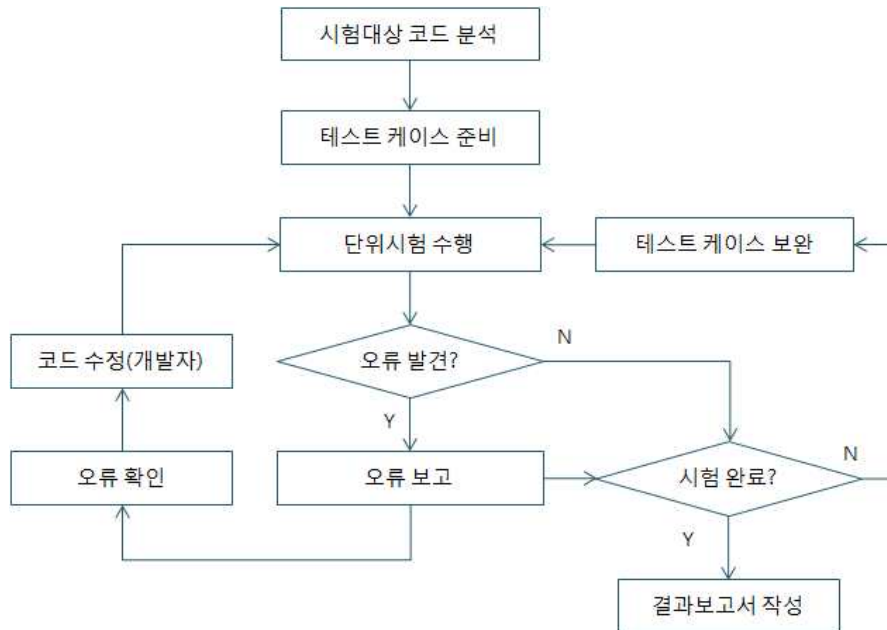 시험대상 코드 분석
테스트 케이스 준비
단위시험 수행
테스트 케이스 보완
코드 수정(개발자)
오류 발견?
N
Y
오류 확인
오류 보고
시험 완료?
N
Y
결과보고서 작성